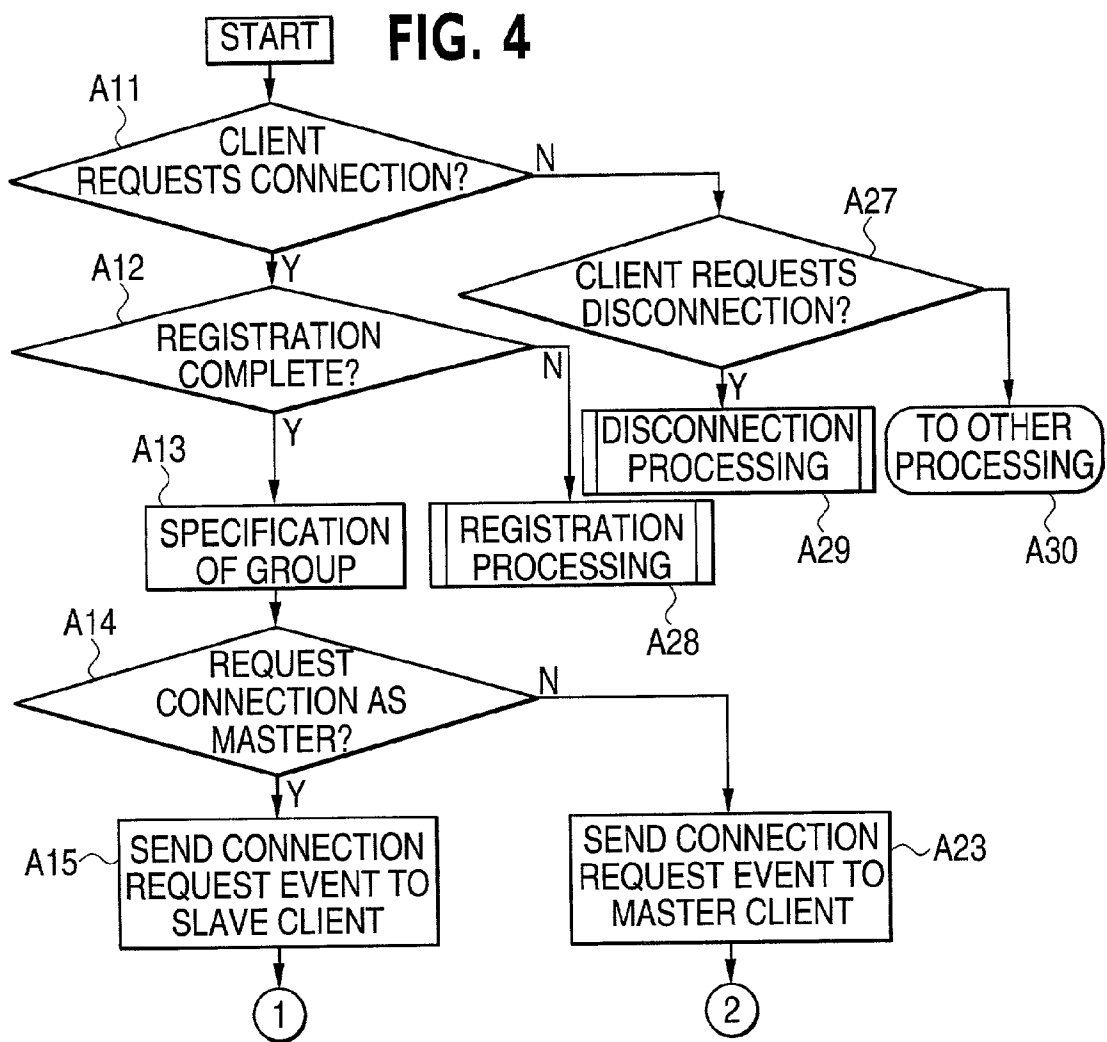 START
FIG. 4
A11
CLIENT
REQUESTS CONNECTION?
N
Y
A27
CLIENT REQUESTS
DISCONNECTION?
Y
A12
REGISTRATION
COMPLETE?
N
Y
DISCONNECTION
PROCESSING
A29
TO OTHER
PROCESSING
A30
A13
SPECIFICATION
OF GROUP
REGISTRATION
PROCESSING
A28
A14
REQUEST
CONNECTION AS
MASTER?
N
Y
A15
SEND CONNECTION
REQUEST EVENT TO
SLAVE CLIENT
SEND CONNECTION
REQUEST EVENT TO
MASTER CLIENT
A23
1
2